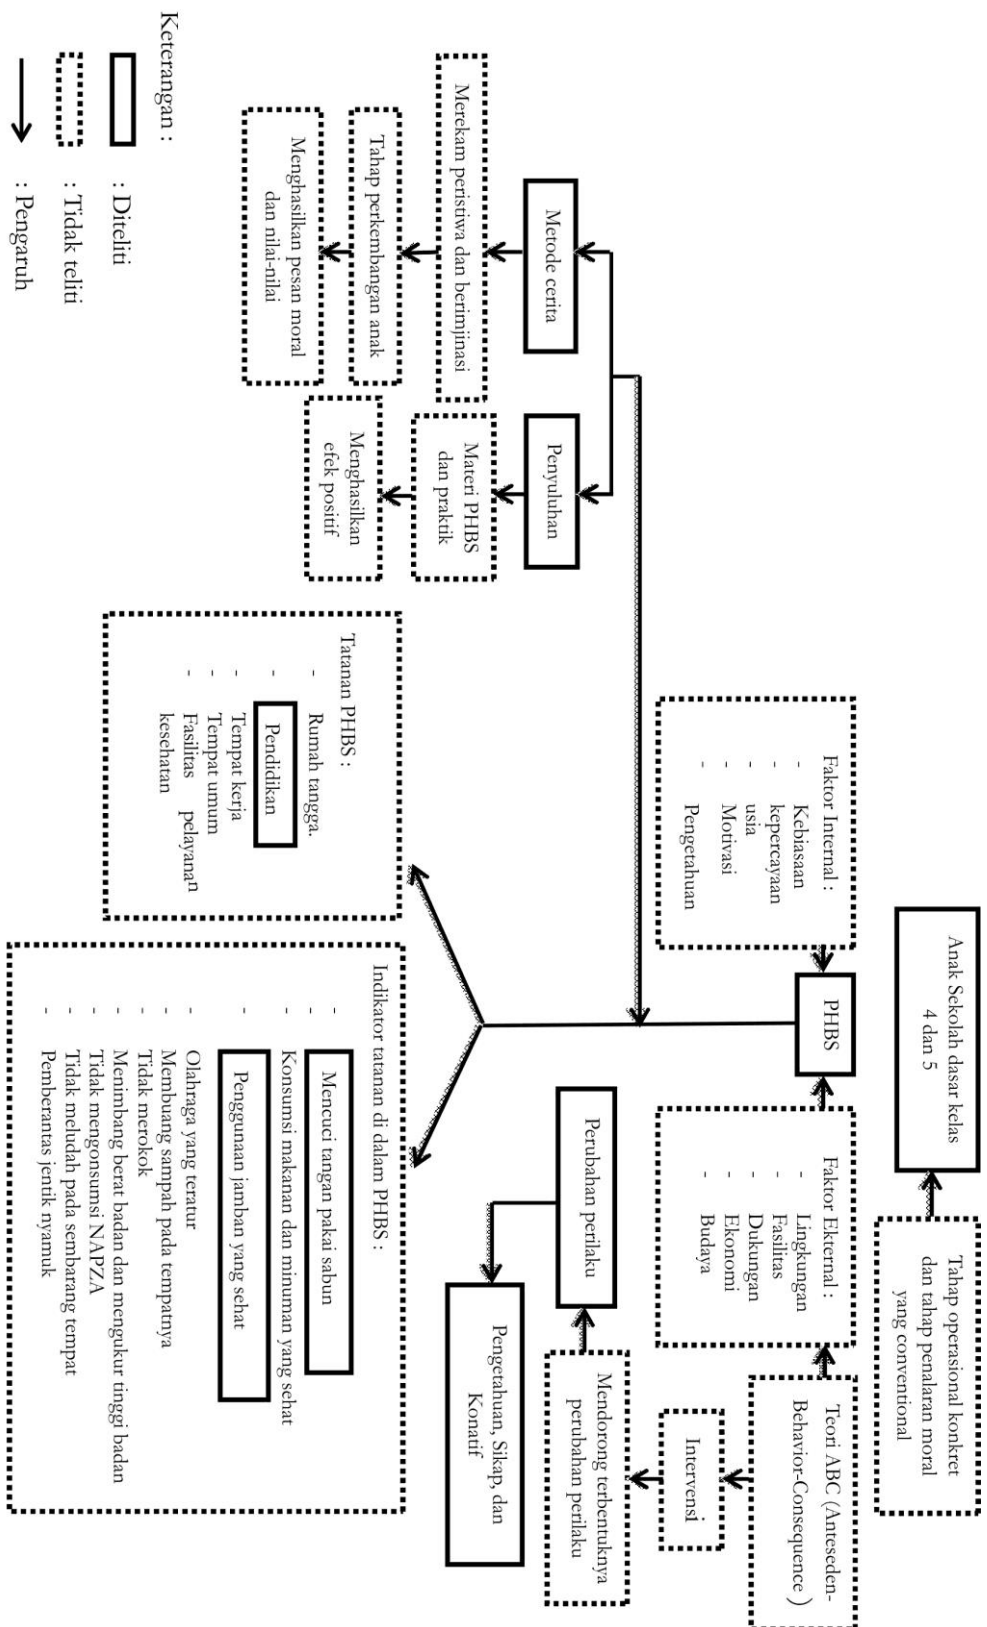 Anak Sekolah dasar kelas
4 dan 5
Tahap operasional konkret
dan tahap penalaran moral
yang conventional
Faktor Internal :
- Kebiasaan
- kepercayaan
- usia
- Motivasi
- Pengetahuan
PHBS
Faktor Ekternal :
- Lingkungan
- Fasilitas
- Dukungan
- Ekonomi
- Budaya
Teori ABC (Anteseden-
Behavior-Consequence )
Intervensi
Mendorong terbentuknya
perubahan perilaku
Perubahan perilaku
Pengetahuan, Sikap, dan
Konatif
Metode cerita
Merekam peristiwa dan berimjinasi
Tahap perkembangan anak
Menghasilkan pesan moral
dan nilai-nilai
Penyuluhan
Materi PHBS
dan praktik
Menghasilkan
efek positif
Tatanan PHBS :
- Rumah tangga.
- Pendidikan
- Tempat kerja
- Tempat umum
- Fasilitas pelayanan
kesehatan
Indikator tatanan di dalam PHBS :
- Mencuci tangan pakai sabun
- Konsumsi makanan dan minuman yang sehat
- Penggunaan jamban yang sehat
- Olahraga yang teratur
- Membuang sampah pada tempatnya
- Tidak merokok
- Menimbang berat badan dan mengukur tinggi badan
- Tidak mengonsumsi NAPZA
- Tidak meludah pada sembarang tempat
- Pemberantas jentik nyamuk
Keterangan :
: Diteliti
: Tidak teliti
: Pengaruh